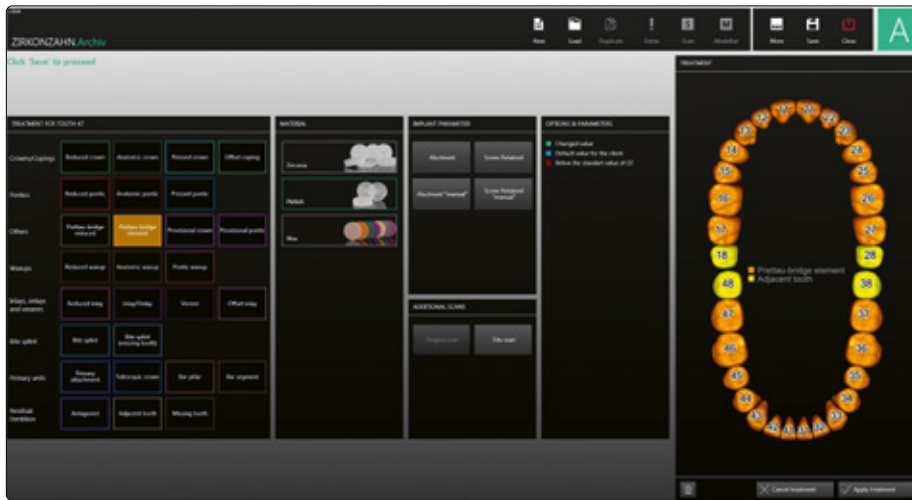 ZIRKONZAHN.Archiv
New
Load
Duplicate
Extras
Scan
Modellier
More
Save
Close
A
Click 'Save' to proceed
TREATMENT FOR TOOTH 47
MATERIAL
IMPLANT PARAMETER
OPTIONS & PARAMETERS
TREATMENT
Crowns/Copings
Reduced crown
Anatomic crown
Pressed crown
Offset coping
Pontics
Reduced pontic
Anatomic pontic
Pressed pontic
Others
Prettau-bridge
reduced
Prettau-bridge
element
Provisional crown
Provisional pontic
Waxups
Reduced waxup
Anatomic waxup
Pontic waxup
Inlays, onlays
and veneers
Reduced inlay
Inlay/Onlay
Veneer
Offset inlay
Bite splint
Bite splint
Bite splint
(missing tooth)
Primary units
Primary
attachment
Telescopic crown
Bar pillar
Bar segment
Residual
Dentition
Antagonist
Adjacent tooth
Missing tooth
Zirconia
PMMA
Wax
Abutment
Screw Retained
Abutment "manual"
Screw Retained
"manual"
ADDITIONAL SCANS
Situ scan
Changed value
Default value for the client
Below the standard value of ZZ
11 21
12 22
13 23
14 24
15 25
16 26
17 27
18 28
Prettau-bridge element
Adjacent tooth
48 38
47 37
46 36
45 35
44 34
43 33
42 41 31 32
Cancel treatment
Apply treatment